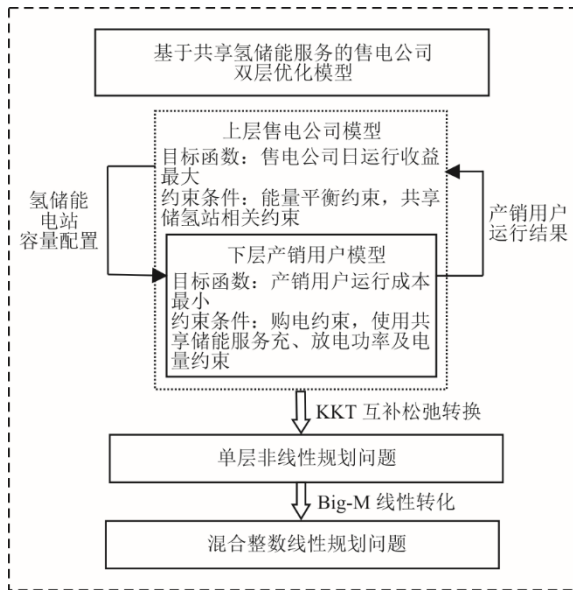 基于共享氢储能服务的售电公司
双层优化模型
上层售电公司模型
目标函数：售电公司日运行收益
最大
约束条件：能量平衡约束，共享
储氢站相关约束
氢储能
电站
容量配置
产销用户
运行结果
下层产销用户模型
目标函数：产销用户运行成本
最小
约束条件：购电约束，使用共
享储能服务充、放电功率及电
量约束
KKT 互补松弛转换
单层非线性规划问题
Big-M 线性转化
混合整数线性规划问题